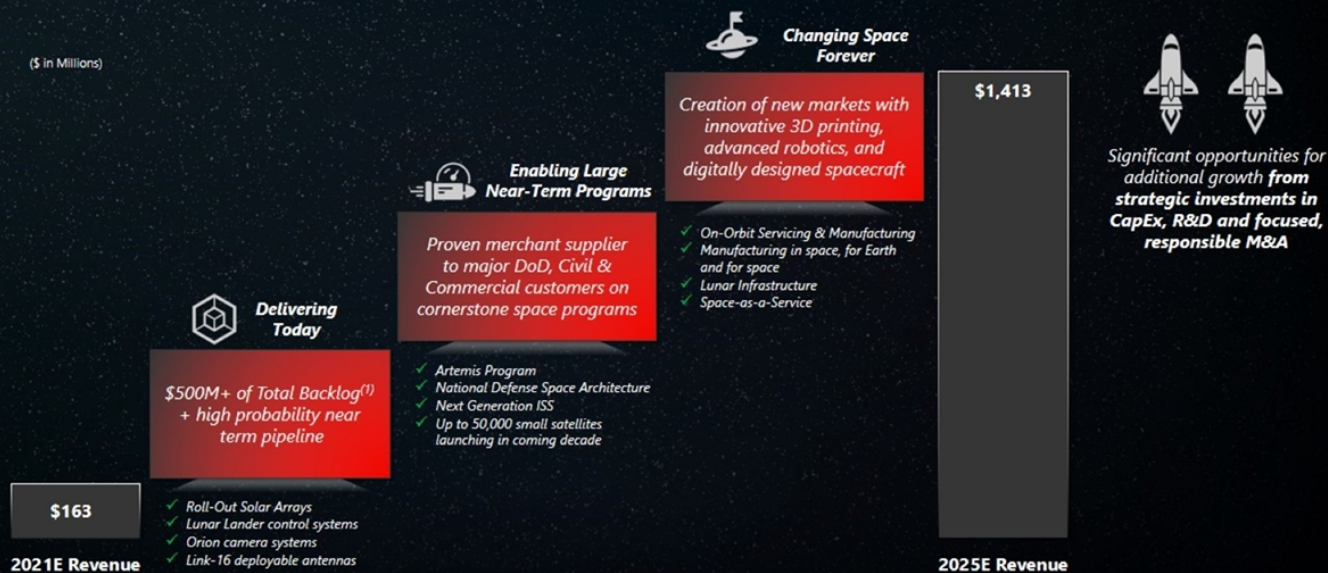 ($ in Millions)
$163
2021E Revenue
Delivering
Today
$500M+ of Total Backlog(1)
+ high probability near
term pipeline
✓ Roll-Out Solar Arrays
✓ Lunar Lander control systems
✓ Orion camera systems
✓ Link-16 deployable antennas
Enabling Large
Near-Term Programs
Proven merchant supplier
to major DoD, Civil &
Commercial customers on
cornerstone space programs
✓ Artemis Program
✓ National Defense Space Architecture
✓ Next Generation ISS
✓ Up to 50,000 small satellites
launching in coming decade
Changing Space
Forever
Creation of new markets with
innovative 3D printing,
advanced robotics, and
digitally designed spacecraft
✓ On-Orbit Servicing & Manufacturing
✓ Manufacturing in space, for Earth
and for space
✓ Lunar Infrastructure
✓ Space-as-a-Service
$1,413
2025E Revenue
Significant opportunities for
additional growth from
strategic investments in
CapEx, R&D and focused,
responsible M&A